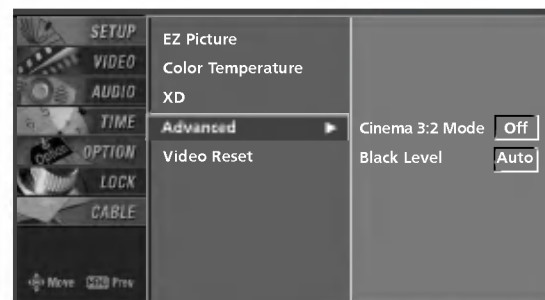 SETUP
VIDEO
AUDIO
TIME
OPTION
LOCK
CABLE
Move Prev
EZ Picture
Color Temperature
XD
Advanced
Video Reset
Cinema 3:2 Mode Off
Black Level Auto